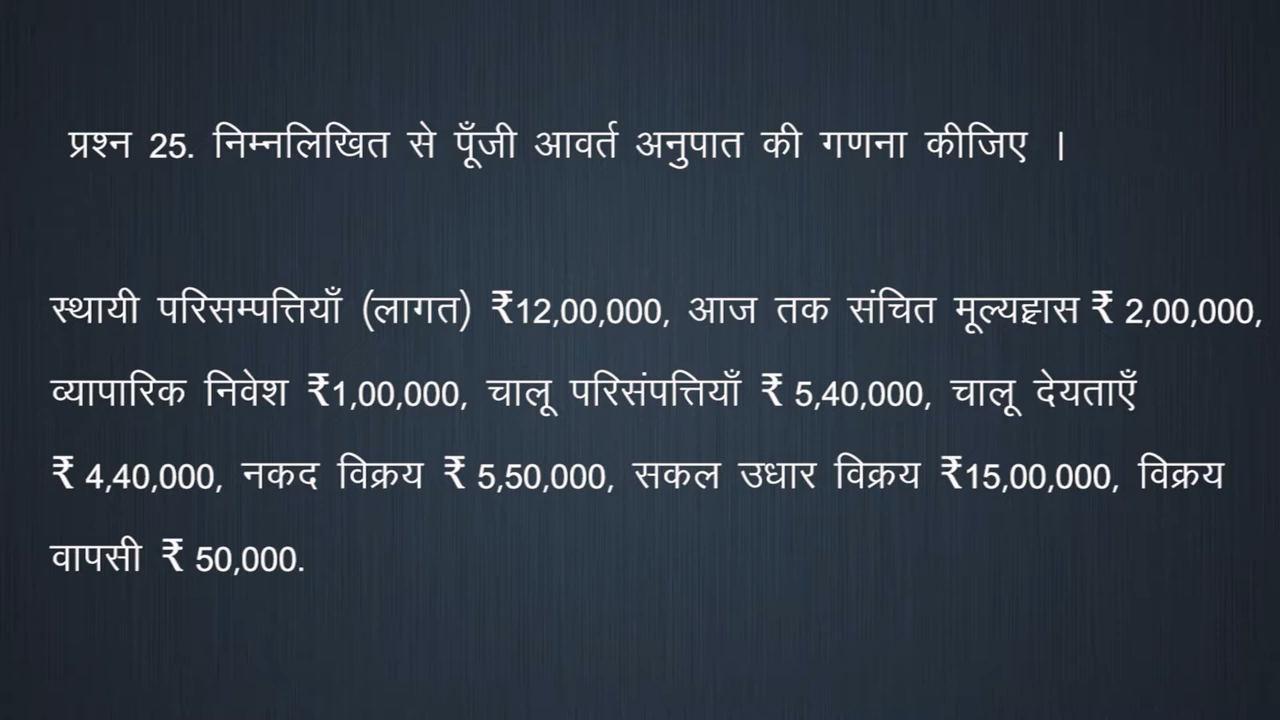 प्रश्न 25. निम्नलिखित से पूँजी आवर्त अनुपात की गणना कीजिए ।
स्थायी परिसम्पत्तियाँ (लागत) ₹12,00,000, आज तक संचित मूल्यह्रास ₹ 2,00,000,
व्यापारिक निवेश ₹1,00,000, चालू परिसंपत्तियाँ ₹ 5,40,000, चालू देयताएँ
₹ 4,40,000, नकद विक्रय ₹ 5,50,000, सकल उधार विक्रय ₹15,00,000, विक्रय
वापसी ₹ 50,000.